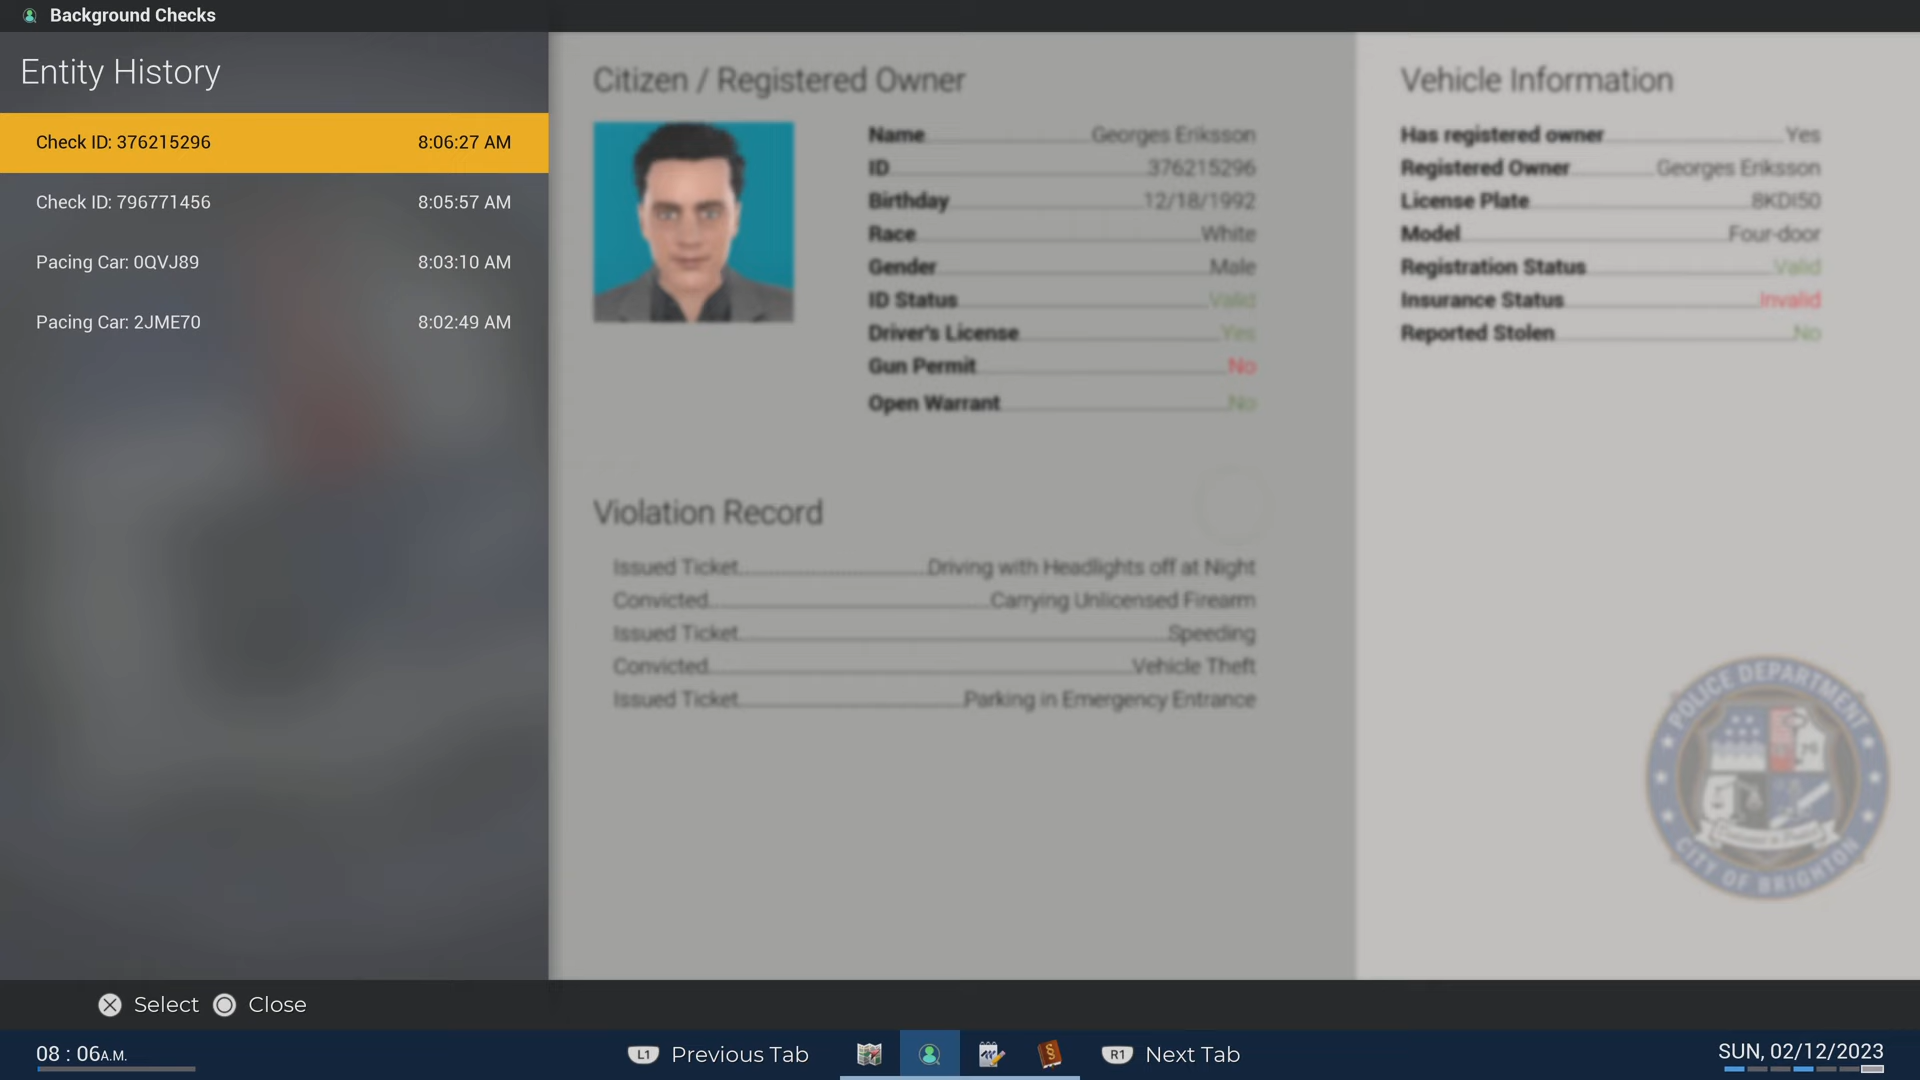 Background Checks
Entity History
Check ID: 376215296 8:06:27 AM
Check ID: 796771456 8:05:57 AM
Pacing Car: 0QVJ89 8:03:10 AM
Pacing Car: 2JME70 8:02:49 AM
Citizen / Registered Owner
Name Georges Eriksson
ID 376215296
Birthday 12/18/1992
Race White
Gender Male
ID Status Valid
Driver's License Yes
Gun Permit No
Open Warrant No
Violation Record
Issued Ticket Driving with Headlights off at Night
Convicted Carrying Unlicensed Firearm
Issued Ticket Speeding
Convicted Vehicle Theft
Issued Ticket Parking in Emergency Entrance
Vehicle Information
Has registered owner Yes
Registered Owner Georges Eriksson
License Plate 8KDI50
Model Four-door
Registration Status Valid
Insurance Status Invalid
Reported Stolen No
POLICE DEPARTMENT
CITY OF BRIGHTON
Select Close
08 : 06 A.M.
L1 Previous Tab
R1 Next Tab
SUN, 02/12/2023